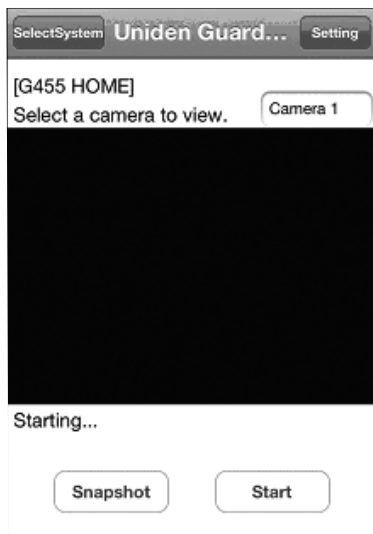 SelectSystem Uniden Guard... Setting
[G455 HOME]
Select a camera to view. Camera 1
Starting...
Snapshot Start